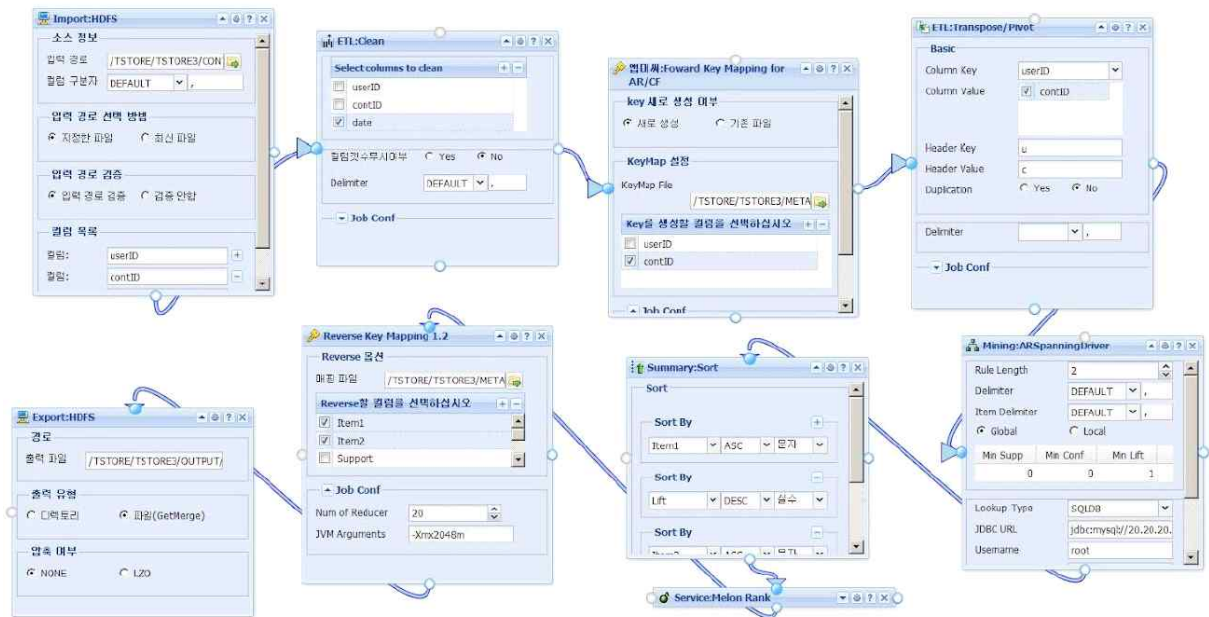 Import:HDFS
소스 정보
입력 경로 /TSTORE/TSTORE3/CON
컬럼 구분자 DEFAULT ,
입력 경로 선택 방법
지정한 파일 최신 파일
입력 경로 검증
입력 경로 검증 검증 안함
컬럼 목록
컬럼: userID
컬럼: contID
ETL:Clean
Select columns to clean
userID
contID
date
컬럼갯수무시여부 Yes No
Delimiter DEFAULT ,
Job Conf
맵태써:Foward Key Mapping for
AR/CF
key 새로 생성 여부
새로 생성 기존 파일
KeyMap 설정
KeyMap File
/TSTORE/TSTORE3/META
Key를 생성할 컬럼을 선택하십시오
userID
contID
Job Conf
ETL:Transpose/Pivot
Basic
Column Key userID
Column Value contID
Header Key u
Header Value c
Duplication Yes No
Delimiter ,
Job Conf
Export:HDFS
경로
출력 파일 /TSTORE/TSTORE3/OUTPUT/
출력 유형
디렉토리 파일(GetMerge)
압축 여부
NONE LZO
Reverse Key Mapping 1.2
Reverse 옵션
매핑 파일 /TSTORE/TSTORE3/META
Reverse할 컬럼을 선택하십시오
Item1
Item2
Support
Job Conf
Num of Reducer 20
JVM Arguments -Xmx2048m
Summary:Sort
Sort
Sort By
Item1 ASC 문자
Sort By
Lift DESC 실수
Sort By
Item2 ASC 문자
Service:Melon Rank
Mining:ARSpanningDriver
Rule Length 2
Delimiter DEFAULT ,
Item Delimiter DEFAULT ,
Global Local
Min Supp Min Conf Min Lift
0 0 1
Lookup Type SQLDB
JDBC URL jdbc:mysql://20.20.20.
Username root